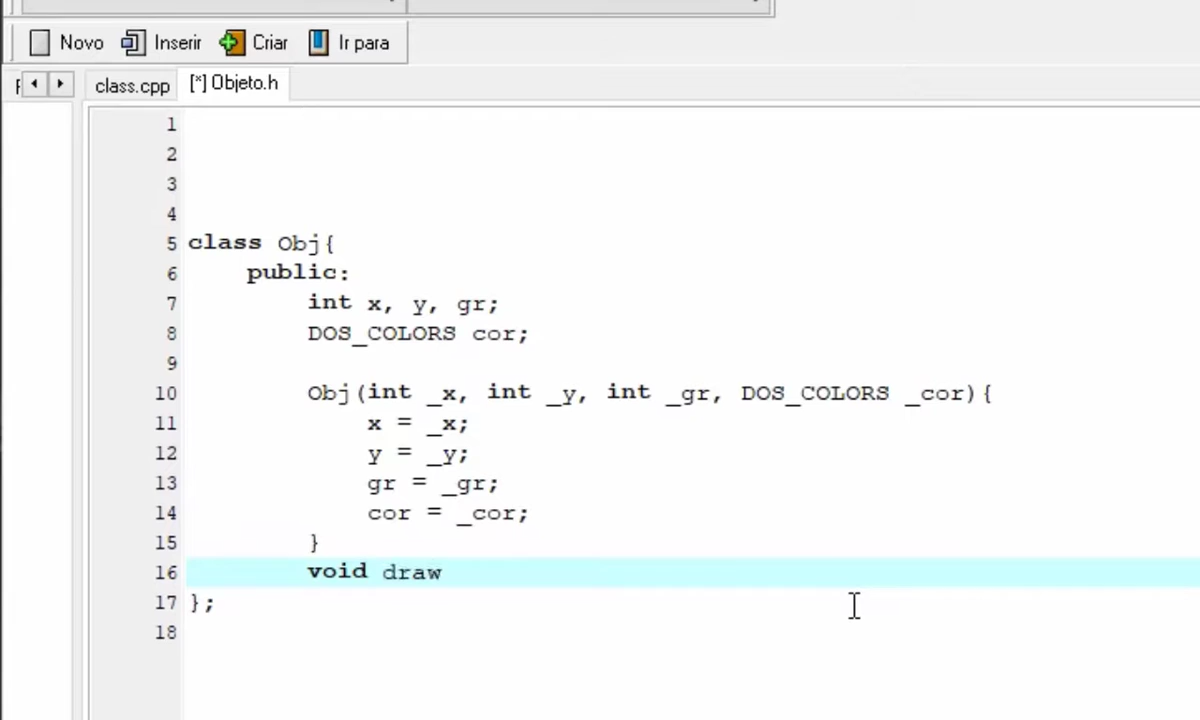 Novo Inserir Criar Ir para
class.cpp [*] Objeto.h
1
2
3
4
5 class Obj{
6 public:
7 int x, y, gr;
8 DOS_COLORS cor;
9
10 Obj(int _x, int _y, int _gr, DOS_COLORS _cor){
11 x = _x;
12 y = _y;
13 gr = _gr;
14 cor = _cor;
15 }
16 void draw
17 };
18